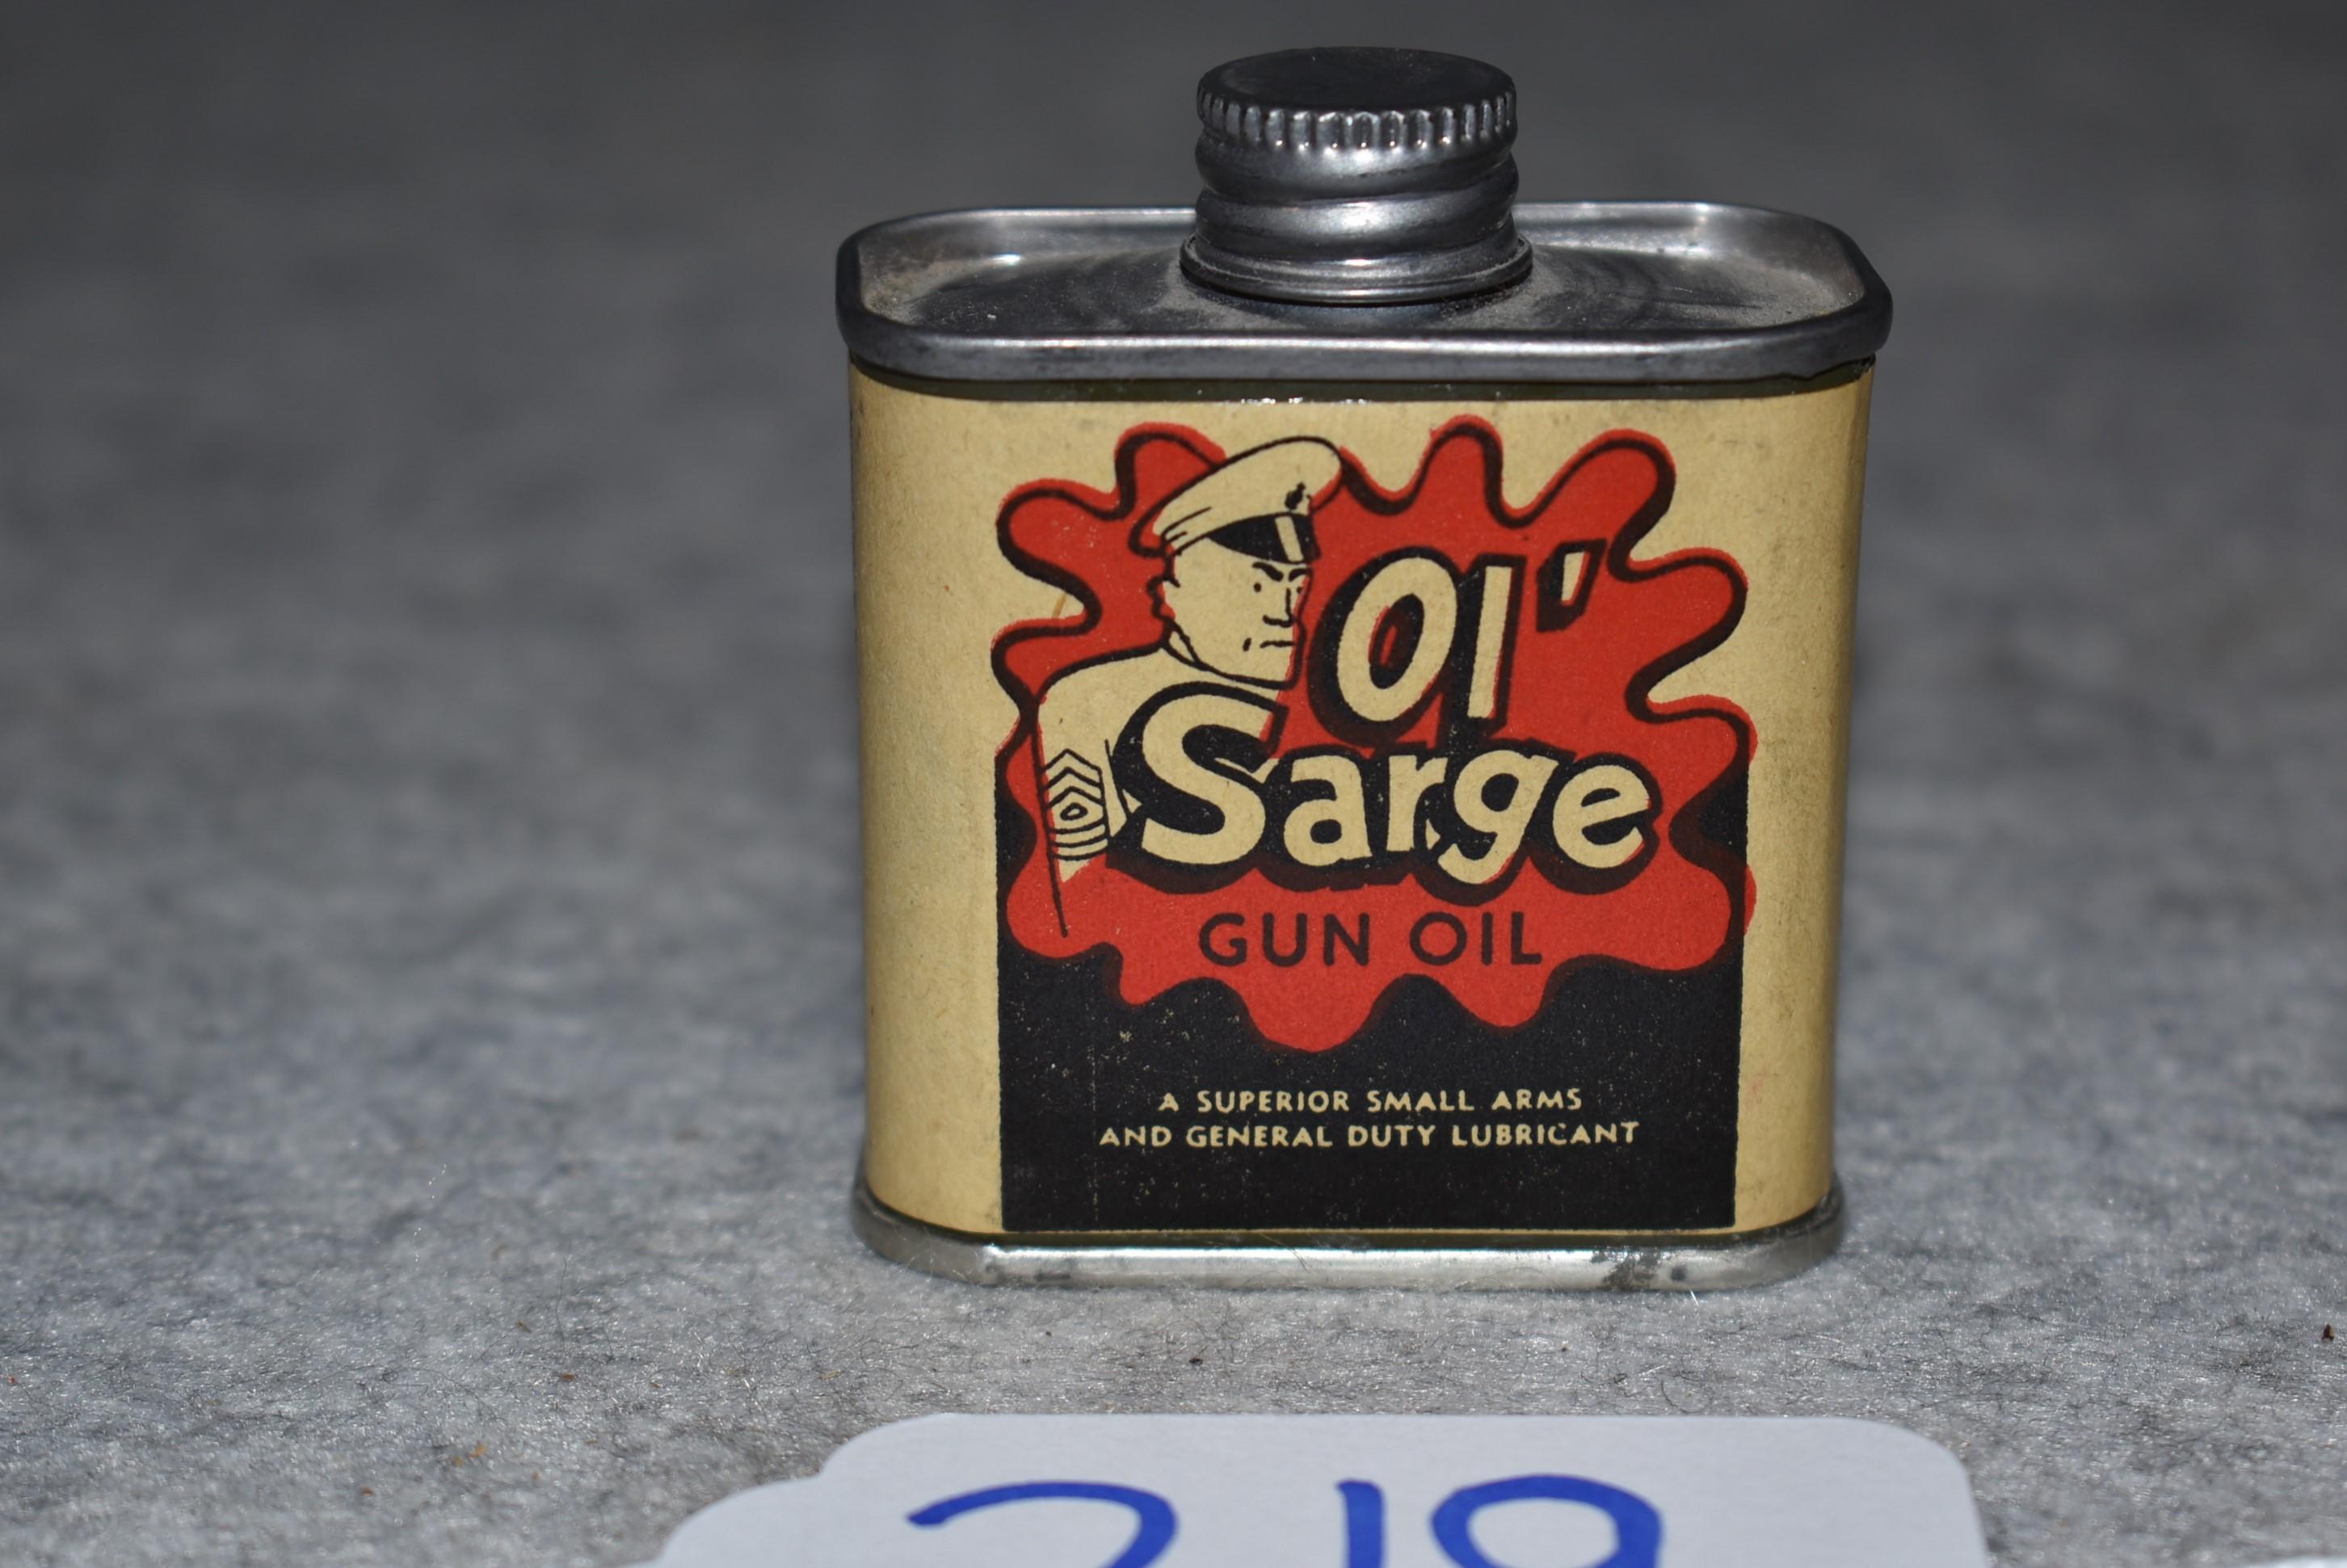 Ol'
Sarge
GUN OIL
A SUPERIOR SMALL ARMS
AND GENERAL DUTY LUBRICANT